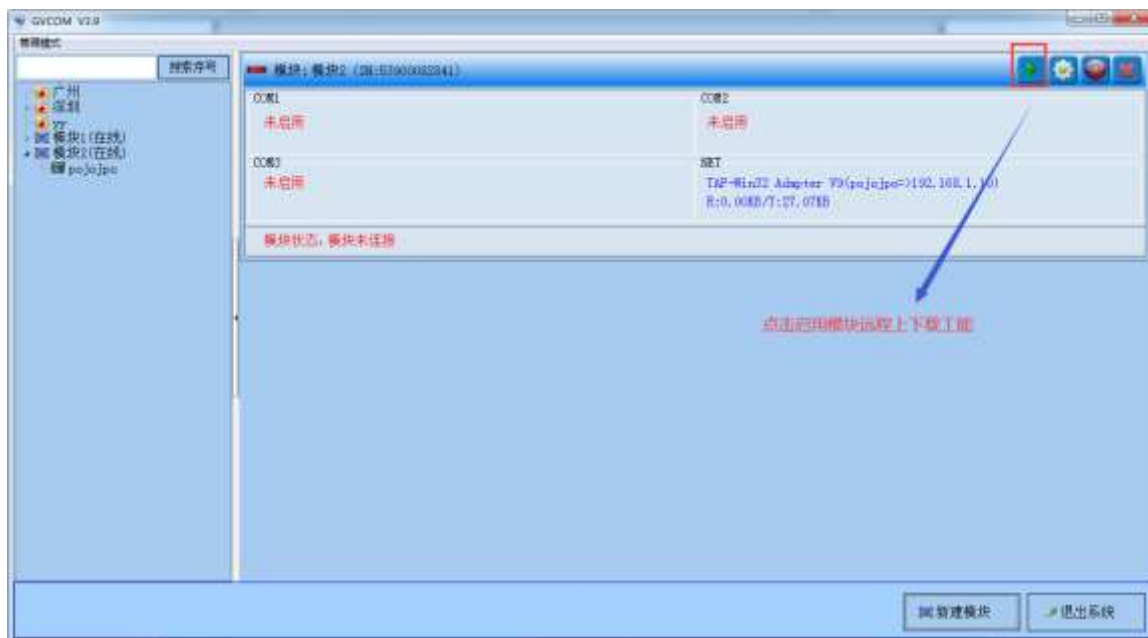 GVCOM V3.9
常用模式
搜索序号
广州
深圳
yy
模块1(在线)
模块2(在线)
pojojpo
模块:模块2
COM1
未启用
COM2
未启用
COM3
未启用
NET
TAP-Win32 Adapter V9(pojojpo=>192.168.1.10)
R:0.00KB/T:27.07KB
模块状态:模块未连接
点击启用模块远程上下载工能
新建模块
退出系统